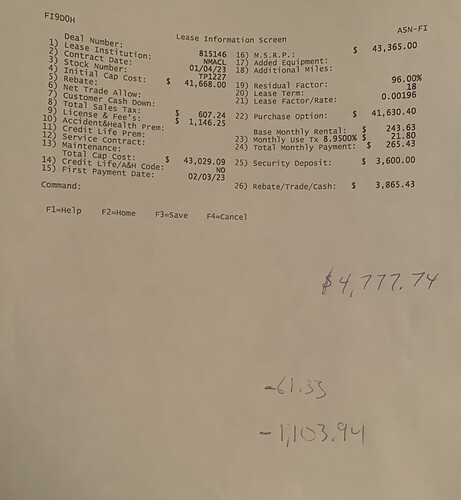 FI9D0H Lease Information Screen ASN-FI
Deal Number: 815146 16) M.S.R.P.: $ 43,365.00
1) Lease Institution: NMACL 17) Added Equipment:
2) Contract Date: 01/04/23 18) Additional Miles:
3) Stock Number: TP1227
4) Initial Cap Cost: $ 41,668.00 19) Residual Factor: 96.00%
5) Rebate: 20) Lease Term: 18
6) Net Trade Allow: 21) Lease Factor/Rate: 0.00196
7) Customer Cash Down:
8) Total Sales Tax: $ 607.24 22) Purchase Option: $ 41,630.40
9) License & Fee's: $ 1,146.25
10) Accident&Health Prem: Base Monthly Rental: $ 243.63
11) Credit Life Prem: 23) Monthly Use Tx 8.9500% $ 21.80
12) Service Contract: 24) Total Monthly Payment: $ 265.43
13) Maintenance:
Total Cap Cost: $ 43,029.09 25) Security Deposit: $ 3,600.00
14) Credit Life/A&H Code: NO
15) First Payment Date: 02/03/23
Command: 26) Rebate/Trade/Cash: $ 3,865.43
F1=Help F2=Home F3=Save F4=Cancel
$4,777.74
-61.33
-1,103.94